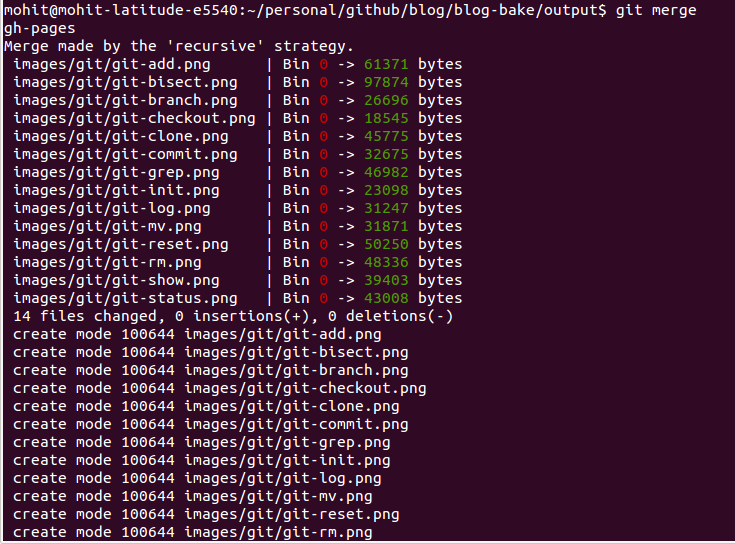 mohit@mohit-latitude-e5540:~/personal/github/blog/blog-bake/output$ git merge
gh-pages
Merge made by the 'recursive' strategy.
 images/git/git-add.png      | Bin 0 -> 61371 bytes
 images/git/git-bisect.png   | Bin 0 -> 97874 bytes
 images/git/git-branch.png   | Bin 0 -> 26696 bytes
 images/git/git-checkout.png | Bin 0 -> 18545 bytes
 images/git/git-clone.png    | Bin 0 -> 45775 bytes
 images/git/git-commit.png   | Bin 0 -> 32675 bytes
 images/git/git-grep.png     | Bin 0 -> 46982 bytes
 images/git/git-init.png     | Bin 0 -> 23098 bytes
 images/git/git-log.png      | Bin 0 -> 31247 bytes
 images/git/git-mv.png       | Bin 0 -> 31871 bytes
 images/git/git-reset.png    | Bin 0 -> 50250 bytes
 images/git/git-rm.png       | Bin 0 -> 48336 bytes
 images/git/git-show.png     | Bin 0 -> 39403 bytes
 images/git/git-status.png   | Bin 0 -> 43008 bytes
 14 files changed, 0 insertions(+), 0 deletions(-)
 create mode 100644 images/git/git-add.png
 create mode 100644 images/git/git-bisect.png
 create mode 100644 images/git/git-branch.png
 create mode 100644 images/git/git-checkout.png
 create mode 100644 images/git/git-clone.png
 create mode 100644 images/git/git-commit.png
 create mode 100644 images/git/git-grep.png
 create mode 100644 images/git/git-init.png
 create mode 100644 images/git/git-log.png
 create mode 100644 images/git/git-mv.png
 create mode 100644 images/git/git-reset.png
 create mode 100644 images/git/git-rm.png